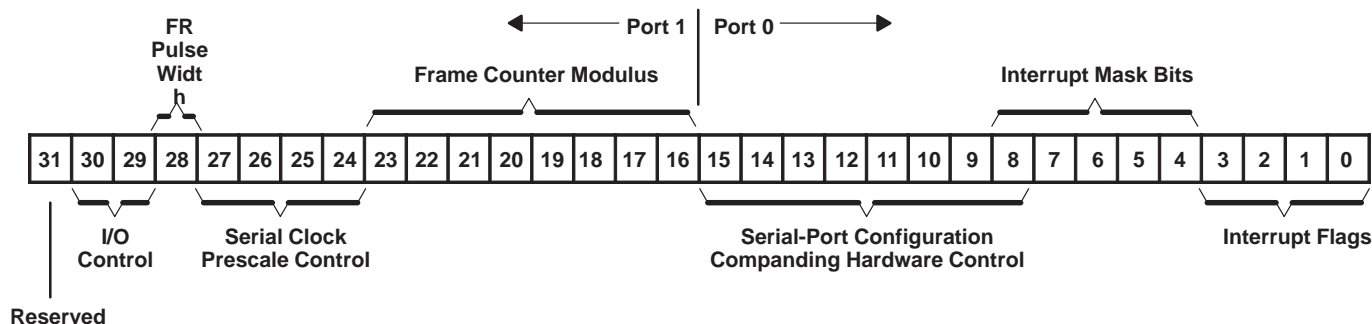 FR
Pulse
Widt
h
Port 1
Port 0
Frame Counter Modulus
Interrupt Mask Bits
31 30 29 28 27 26 25 24 23 22 21 20 19 18 17 16 15 14 13 12 11 10 9 8 7 6 5 4 3 2 1 0
I/O
Control
Serial Clock
Prescale Control
Serial-Port Configuration
Companding Hardware Control
Interrupt Flags
Reserved